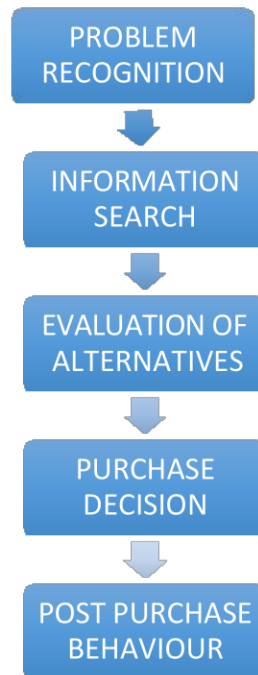 PROBLEM
RECOGNITION
INFORMATION
SEARCH
EVALUATION OF
ALTERNATIVES
PURCHASE
DECISION
POST PURCHASE
BEHAVIOUR